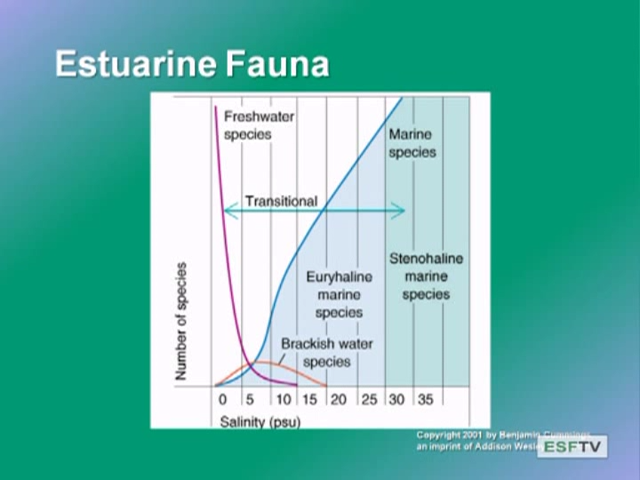 Estuarine Fauna
Freshwater
species
Marine
species
Transitional
Stenohaline
marine
species
Euryhaline
marine
species
Brackish water
species
Number of species
0 5 10 15 20 25 30 35
Salinity (psu)
Copyright 2001 by Benjamin
an imprint of Addison
ESFTV